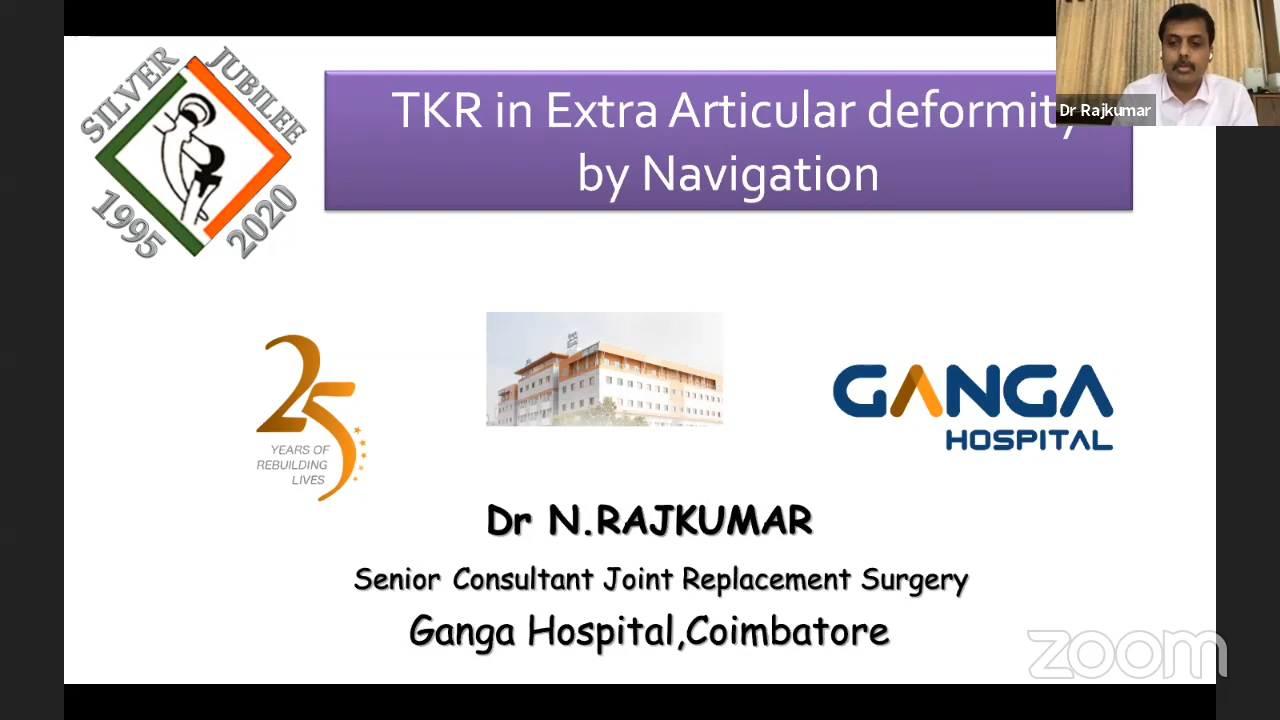 SILVER JUBILEE
1995 2020
TKR in Extra Articular deformity
by Navigation
Dr Rajkumar
25
YEARS OF
REBUILDING
LIVES
GANGA
HOSPITAL
Dr N.RAJKUMAR
Senior Consultant Joint Replacement Surgery
Ganga Hospital,Coimbatore
zoom